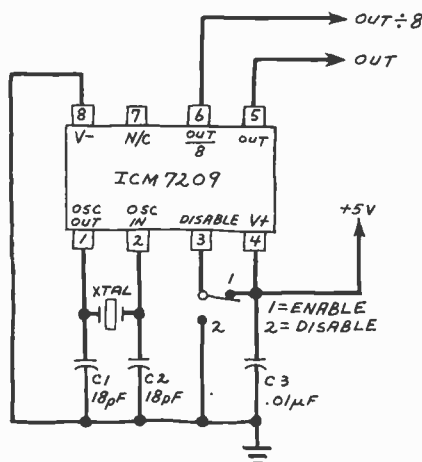 OUT÷8
OUT
8
7
6
5
V-
N/C
OUT
8
OUT
ICM7209
OSC
OUT
OSC
IN
DISABLE
V+
1
2
3
4
+5V
XTAL
1
2
1=ENABLE
2=DISABLE
C1
18pF
C2
18pF
C3
.01µF